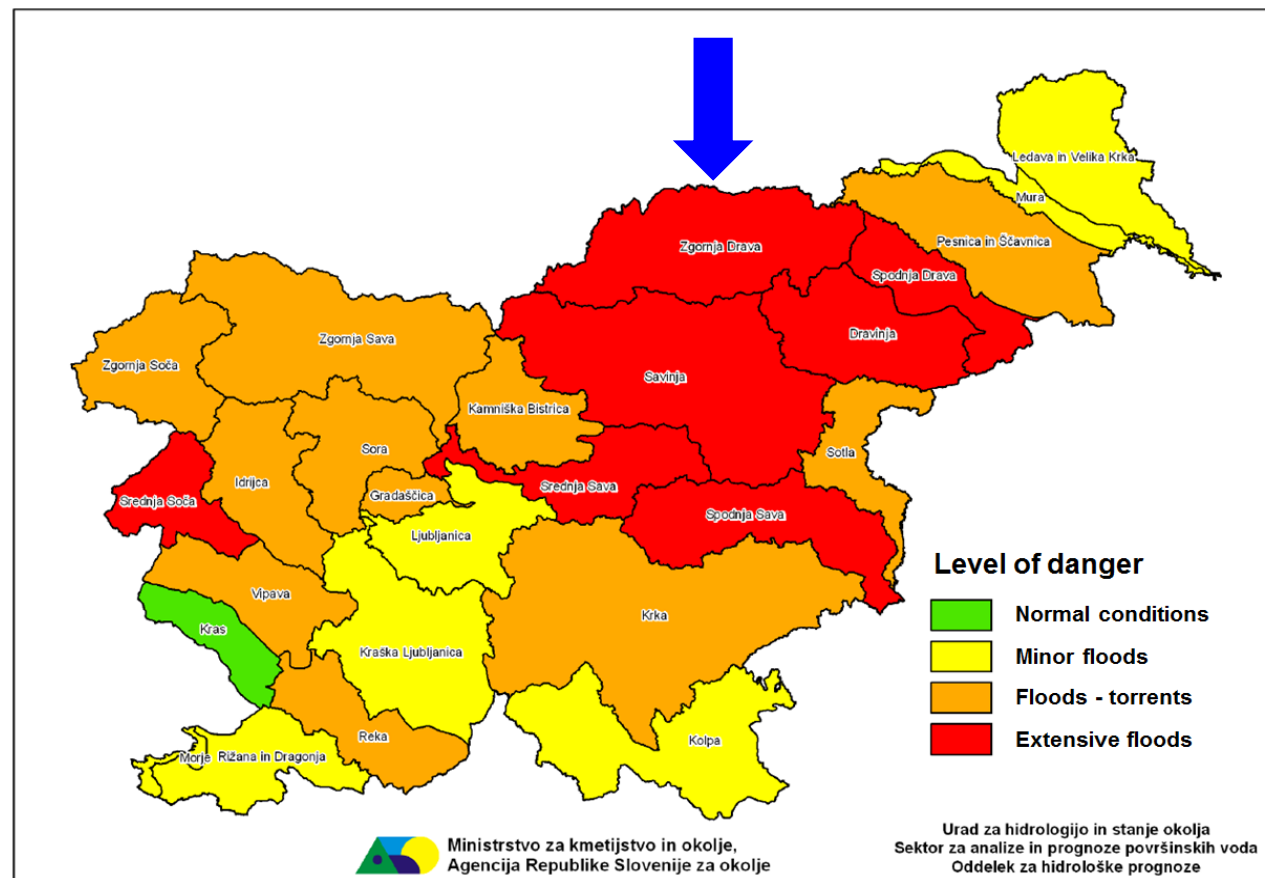 Ledava in Velika Krka
Mura
Pesnica in Ščavnica
Zgornja Drava
Spodnja Drava
Dravinja
Zgornja Sava
Zgornja Soča
Savinja
Kamniška Bistrica
Sora
Sotla
Idrijca
Srednja Sava
Gradaščica
Srednja Soča
Spodnja Sava
Ljubljanica
Vipava
Krka
Kras
Kraška Ljubljanica
Reka
Kolpa
Morje
Rižana in Dragonja
Level of danger
Normal conditions
Minor floods
Floods - torrents
Extensive floods
Ministrstvo za kmetijstvo in okolje,
Agencija Republike Slovenije za okolje
Urad za hidrologijo in stanje okolja
Sektor za analize in prognoze površinskih voda
Oddelek za hidrološke prognoze